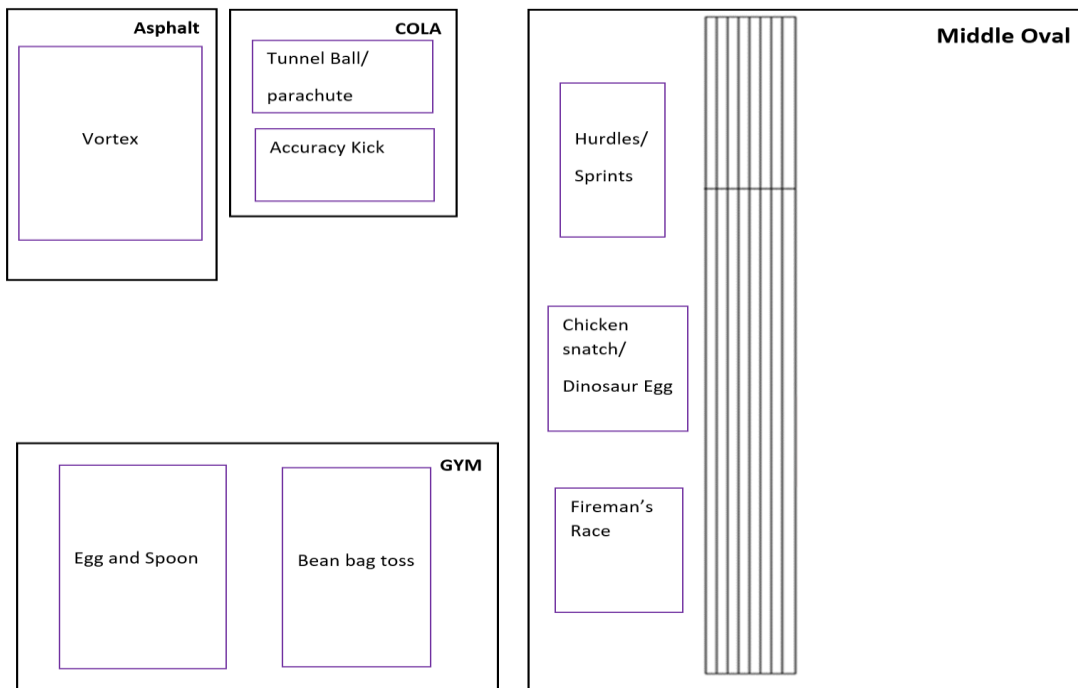 Asphalt
Vortex
COLA
Tunnel Ball/
parachute
Accuracy Kick
Middle Oval
Hurdles/
Sprints
Chicken
snatch/
Dinosaur Egg
Fireman’s
Race
GYM
Egg and Spoon
Bean bag toss